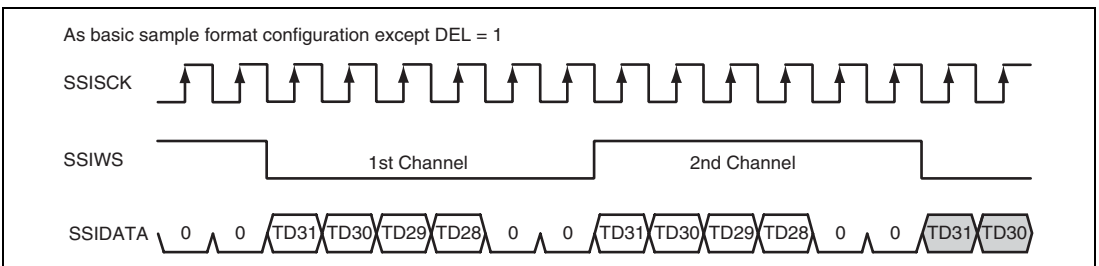 As basic sample format configuration except DEL = 1
SSISCK
SSIWS 1st Channel 2nd Channel
SSIDATA 0 0 TD31 TD30 TD29 TD28 0 0 TD31 TD30 TD29 TD28 0 0 TD31 TD30